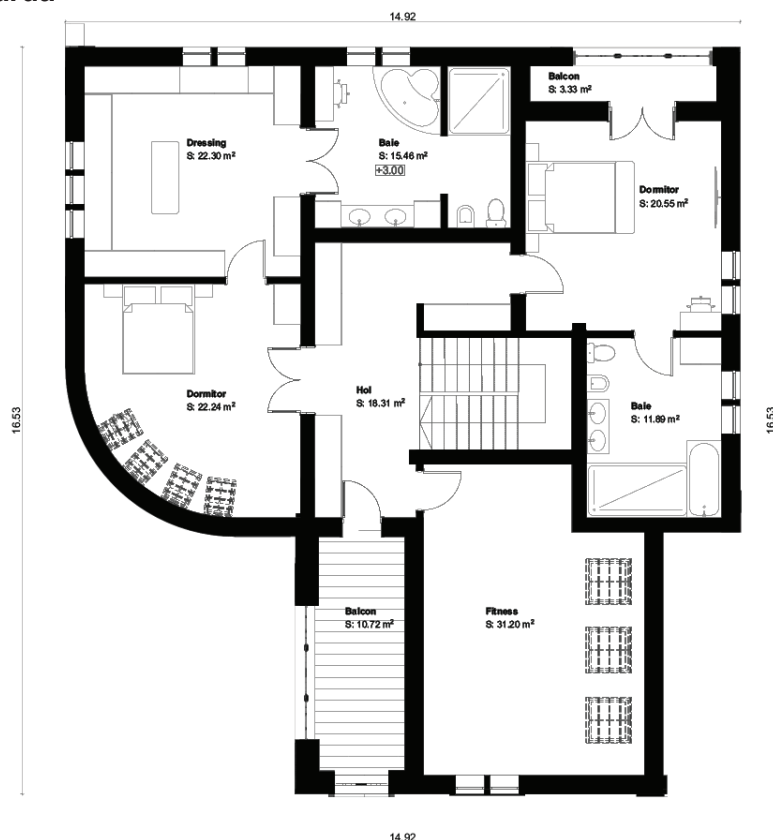 14.92
Balcon
S: 3.33 m²
Dressing
S: 22.30 m²
Baie
S: 15.46 m²
+3.00
Dormitor
S: 20.55 m²
Dormitor
S: 22.24 m²
Hol
S: 18.31 m²
Baie
S: 11.89 m²
16.53
16.53
Balcon
S: 10.72 m²
Fitness
S: 31.20 m²
14.92